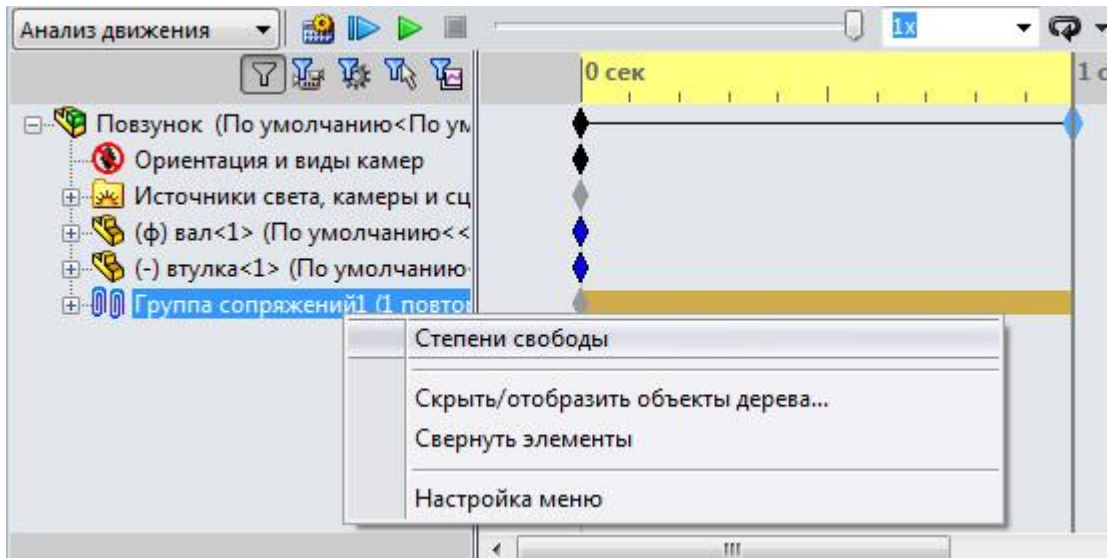 Анализ движения
1x
0 сек
1 с
Повзунок (По умолчанию<По ум
Ориентация и виды камер
Источники света, камеры и сц
(ф) вал<1> (По умолчанию<<
(-) втулка<1> (По умолчанию
Группа сопряжений1 (1 повтор
Степени свободы
Скрыть/отобразить объекты дерева...
Свернуть элементы
Настройка меню